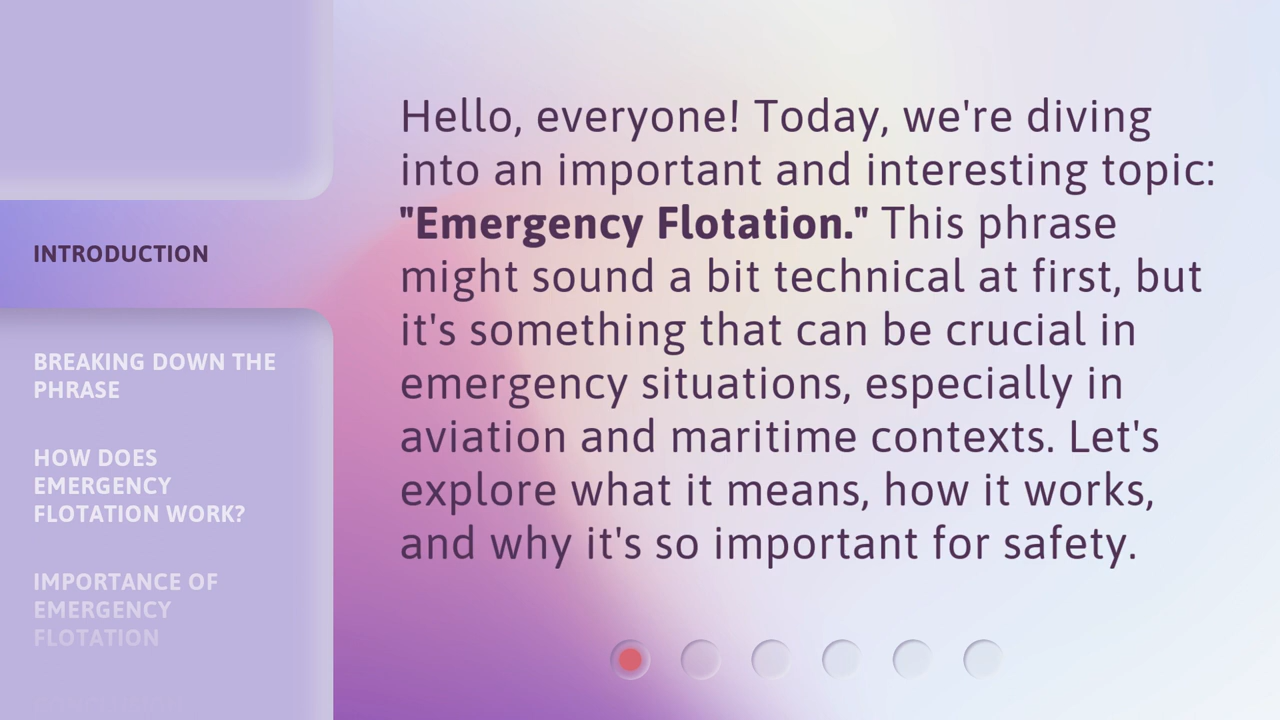 INTRODUCTION
BREAKING DOWN THE
PHRASE
HOW DOES
EMERGENCY
FLOTATION WORK?
IMPORTANCE OF
EMERGENCY
FLOTATION
Hello, everyone! Today, we're diving
into an important and interesting topic:
"Emergency Flotation." This phrase
might sound a bit technical at first, but
it's something that can be crucial in
emergency situations, especially in
aviation and maritime contexts. Let's
explore what it means, how it works,
and why it's so important for safety.